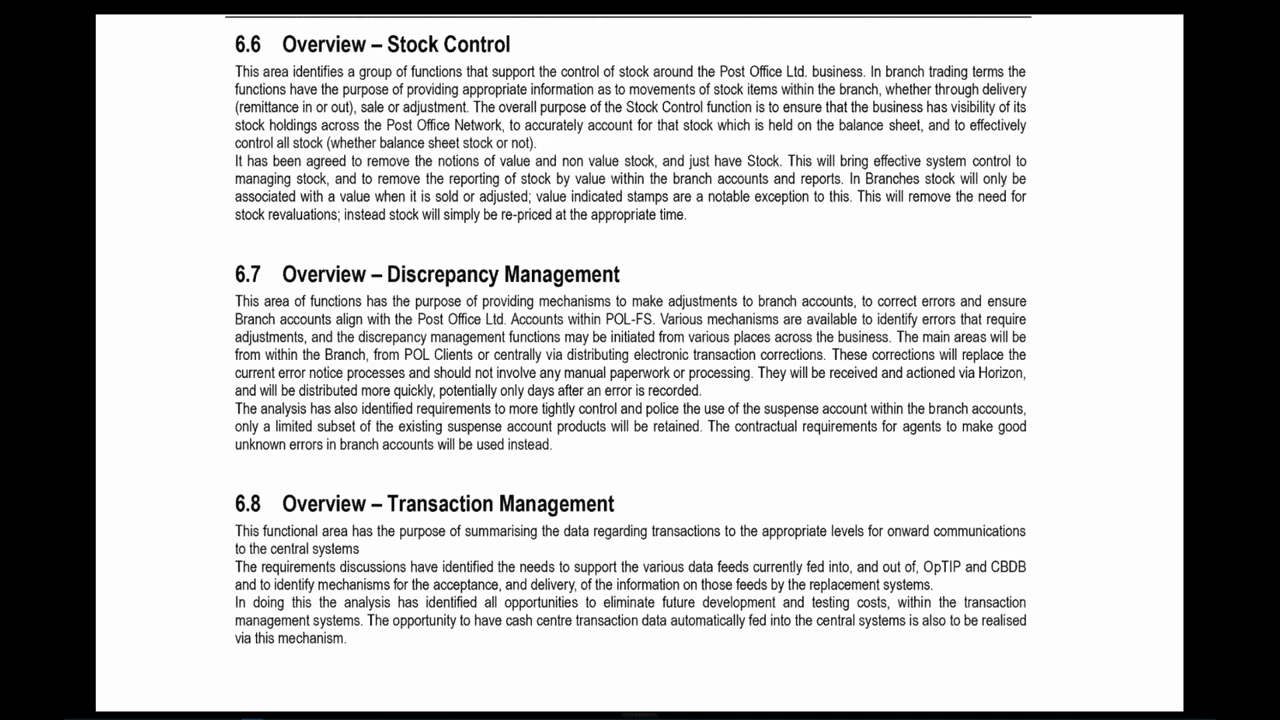 6.6 Overview – Stock Control
This area identifies a group of functions that support the control of stock around the Post Office Ltd. business. In branch trading terms the
functions have the purpose of providing appropriate information as to movements of stock items within the branch, whether through delivery
(remittance in or out), sale or adjustment. The overall purpose of the Stock Control function is to ensure that the business has visibility of its
stock holdings across the Post Office Network, to accurately account for that stock which is held on the balance sheet, and to effectively
control all stock (whether balance sheet stock or not).
It has been agreed to remove the notions of value and non value stock, and just have Stock. This will bring effective system control to
managing stock, and to remove the reporting of stock by value within the branch accounts and reports. In Branches stock will only be
associated with a value when it is sold or adjusted; value indicated stamps are a notable exception to this. This will remove the need for
stock revaluations; instead stock will simply be re-priced at the appropriate time.
6.7 Overview – Discrepancy Management
This area of functions has the purpose of providing mechanisms to make adjustments to branch accounts, to correct errors and ensure
Branch accounts align with the Post Office Ltd. Accounts within POL-FS. Various mechanisms are available to identify errors that require
adjustments, and the discrepancy management functions may be initiated from various places across the business. The main areas will be
from within the Branch, from POL Clients or centrally via distributing electronic transaction corrections. These corrections will replace the
current error notice processes and should not involve any manual paperwork or processing. They will be received and actioned via Horizon,
and will be distributed more quickly, potentially only days after an error is recorded.
The analysis has also identified requirements to more tightly control and police the use of the suspense account within the branch accounts,
only a limited subset of the existing suspense account products will be retained. The contractual requirements for agents to make good
unknown errors in branch accounts will be used instead.
6.8 Overview – Transaction Management
This functional area has the purpose of summarising the data regarding transactions to the appropriate levels for onward communications
to the central systems
The requirements discussions have identified the needs to support the various data feeds currently fed into, and out of, OpTIP and CBDB
and to identify mechanisms for the acceptance, and delivery, of the information on those feeds by the replacement systems.
In doing this the analysis has identified all opportunities to eliminate future development and testing costs, within the transaction
management systems. The opportunity to have cash centre transaction data automatically fed into the central systems is also to be realised
via this mechanism.